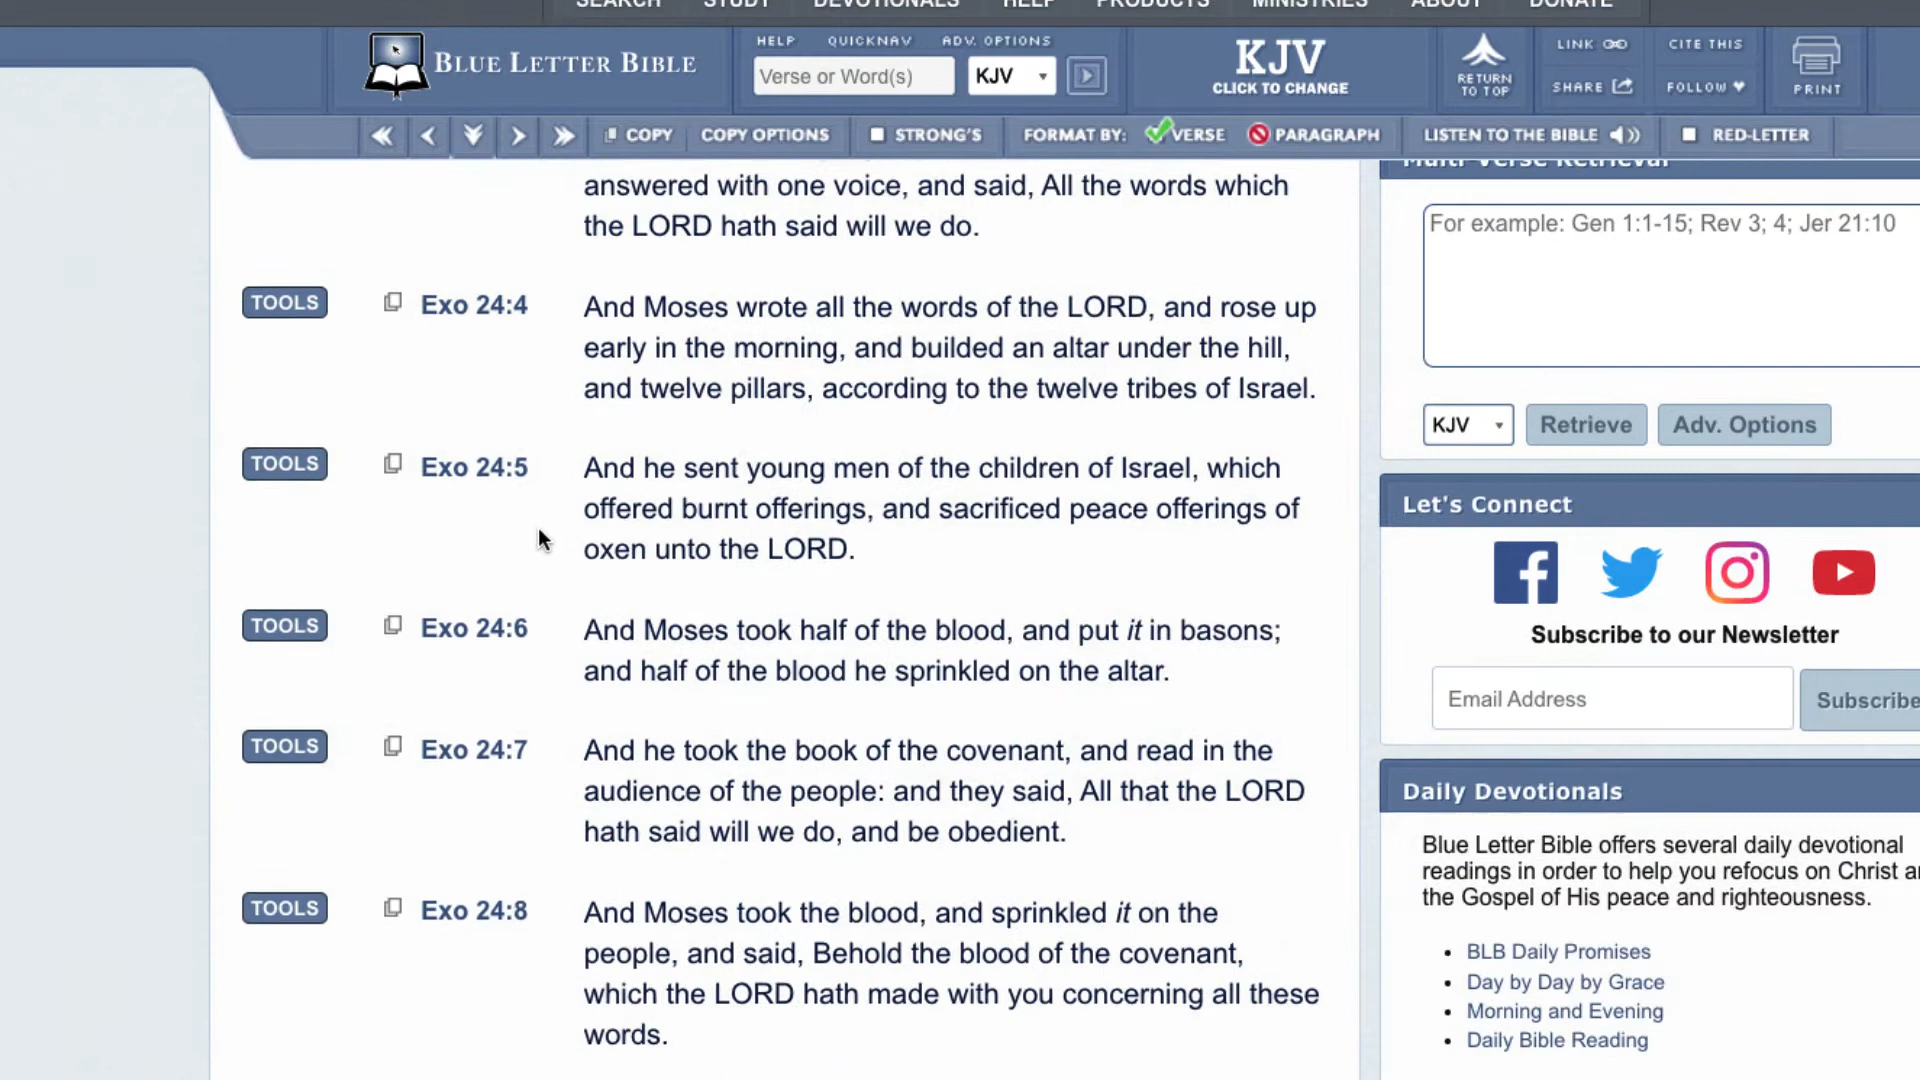 SEARCH STUDY DEVOTIONALS HELP PRODUCTS MINISTRIES ABOUT DONATE
BLUE LETTER BIBLE
HELP QUICKNAV ADV. OPTIONS
Verse or Word(s) KJV
KJV
CLICK TO CHANGE
RETURN
TO TOP
LINK
CITE THIS
SHARE
FOLLOW
PRINT
COPY COPY OPTIONS STRONG'S FORMAT BY: VERSE PARAGRAPH LISTEN TO THE BIBLE RED-LETTER
answered with one voice, and said, All the words which
the LORD hath said will we do.
TOOLS Exo 24:4 And Moses wrote all the words of the LORD, and rose up
early in the morning, and builded an altar under the hill,
and twelve pillars, according to the twelve tribes of Israel.
TOOLS Exo 24:5 And he sent young men of the children of Israel, which
offered burnt offerings, and sacrificed peace offerings of
oxen unto the LORD.
TOOLS Exo 24:6 And Moses took half of the blood, and put it in basons;
and half of the blood he sprinkled on the altar.
TOOLS Exo 24:7 And he took the book of the covenant, and read in the
audience of the people: and they said, All that the LORD
hath said will we do, and be obedient.
TOOLS Exo 24:8 And Moses took the blood, and sprinkled it on the
people, and said, Behold the blood of the covenant,
which the LORD hath made with you concerning all these
words.
Multi-Verse Retrieval
For example: Gen 1:1-15; Rev 3; 4; Jer 21:10
KJV Retrieve Adv. Options
Let's Connect
Subscribe to our Newsletter
Email Address Subscribe
Daily Devotionals
Blue Letter Bible offers several daily devotional
readings in order to help you refocus on Christ a
the Gospel of His peace and righteousness.
BLB Daily Promises
Day by Day by Grace
Morning and Evening
Daily Bible Reading